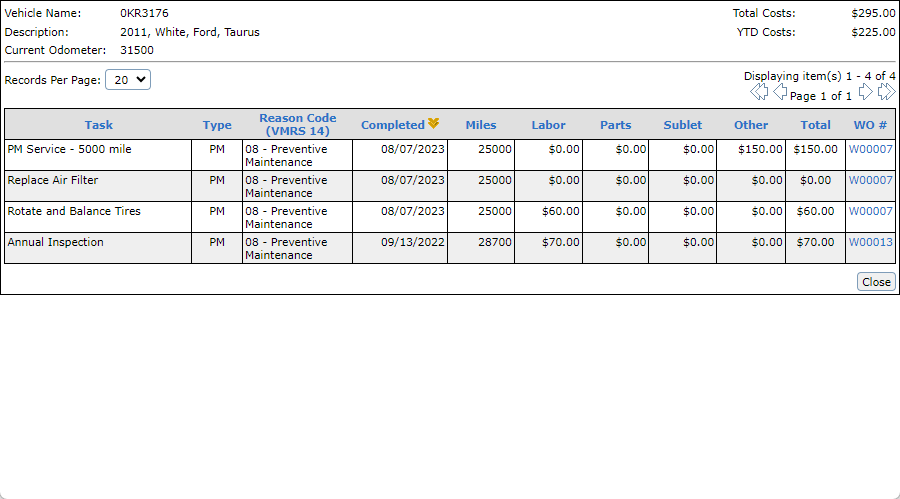 Vehicle Name: 0KR3176 Total Costs: $295.00
Description: 2011, White, Ford, Taurus YTD Costs: $225.00
Current Odometer: 31500
Records Per Page: 20 Displaying item(s) 1 - 4 of 4
Page 1 of 1
Task Type Reason Code (VMRS 14) Completed Miles Labor Parts Sublet Other Total WO #
PM Service - 5000 mile PM 08 - Preventive Maintenance 08/07/2023 25000 $0.00 $0.00 $0.00 $150.00 $150.00 W00007
Replace Air Filter PM 08 - Preventive Maintenance 08/07/2023 25000 $0.00 $0.00 $0.00 $0.00 $0.00 W00007
Rotate and Balance Tires PM 08 - Preventive Maintenance 08/07/2023 25000 $60.00 $0.00 $0.00 $0.00 $60.00 W00007
Annual Inspection PM 08 - Preventive Maintenance 09/13/2022 28700 $70.00 $0.00 $0.00 $0.00 $70.00 W00013
Close